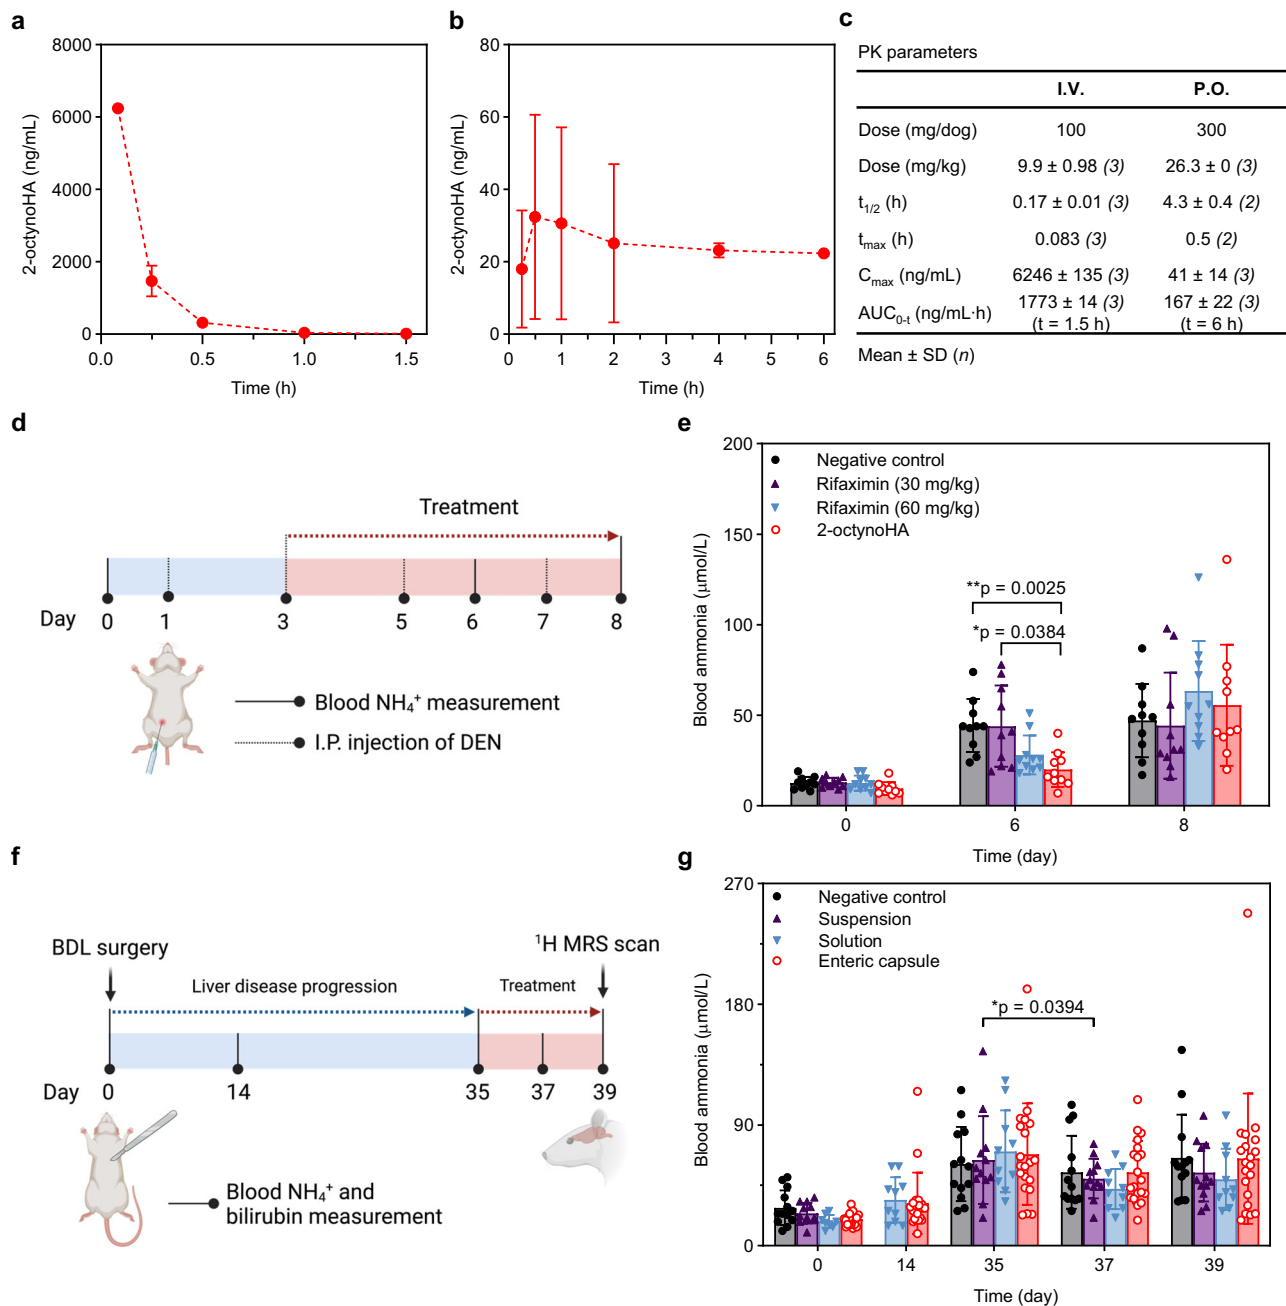 a
8000
6000
4000
2000
0
2-octynoHA (ng/mL)
0.0
0.5
1.0
1.5
Time (h)
b
80
60
40
20
0
2-octynoHA (ng/mL)
0
1
2
4
6
Time (h)
c
PK parameters
I.V. P.O.
Dose (mg/dog) 100 300
Dose (mg/kg) 9.9 ± 0.98 (3) 26.3 ± 0 (3)
t1/2 (h) 0.17 ± 0.01 (3) 4.3 ± 0.4 (2)
tmax (h) 0.083 (3) 0.5 (2)
Cmax (ng/mL) 6246 ± 135 (3) 41 ± 14 (3)
AUC0-t (ng/mL·h) 1773 ± 14 (3) 167 ± 22 (3)
(t = 1.5 h) (t = 6 h)
Mean ± SD (n)
d
Treatment
Day 0 1 3 5 6 7 8
Blood NH4+ measurement
I.P. injection of DEN
e
200
150
100
50
0
Blood ammonia (μmol/L)
Negative control
Rifaximin (30 mg/kg)
Rifaximin (60 mg/kg)
2-octynoHA
**p = 0.0025
*p = 0.0384
0
6
8
Time (day)
f
BDL surgery
1H MRS scan
Liver disease progression
Treatment
Day 0 14 35 37 39
Blood NH4+ and
bilirubin measurement
g
270
180
90
0
Blood ammonia (μmol/L)
Negative control
Suspension
Solution
Enteric capsule
*p = 0.0394
0
14
35
37
39
Time (day)